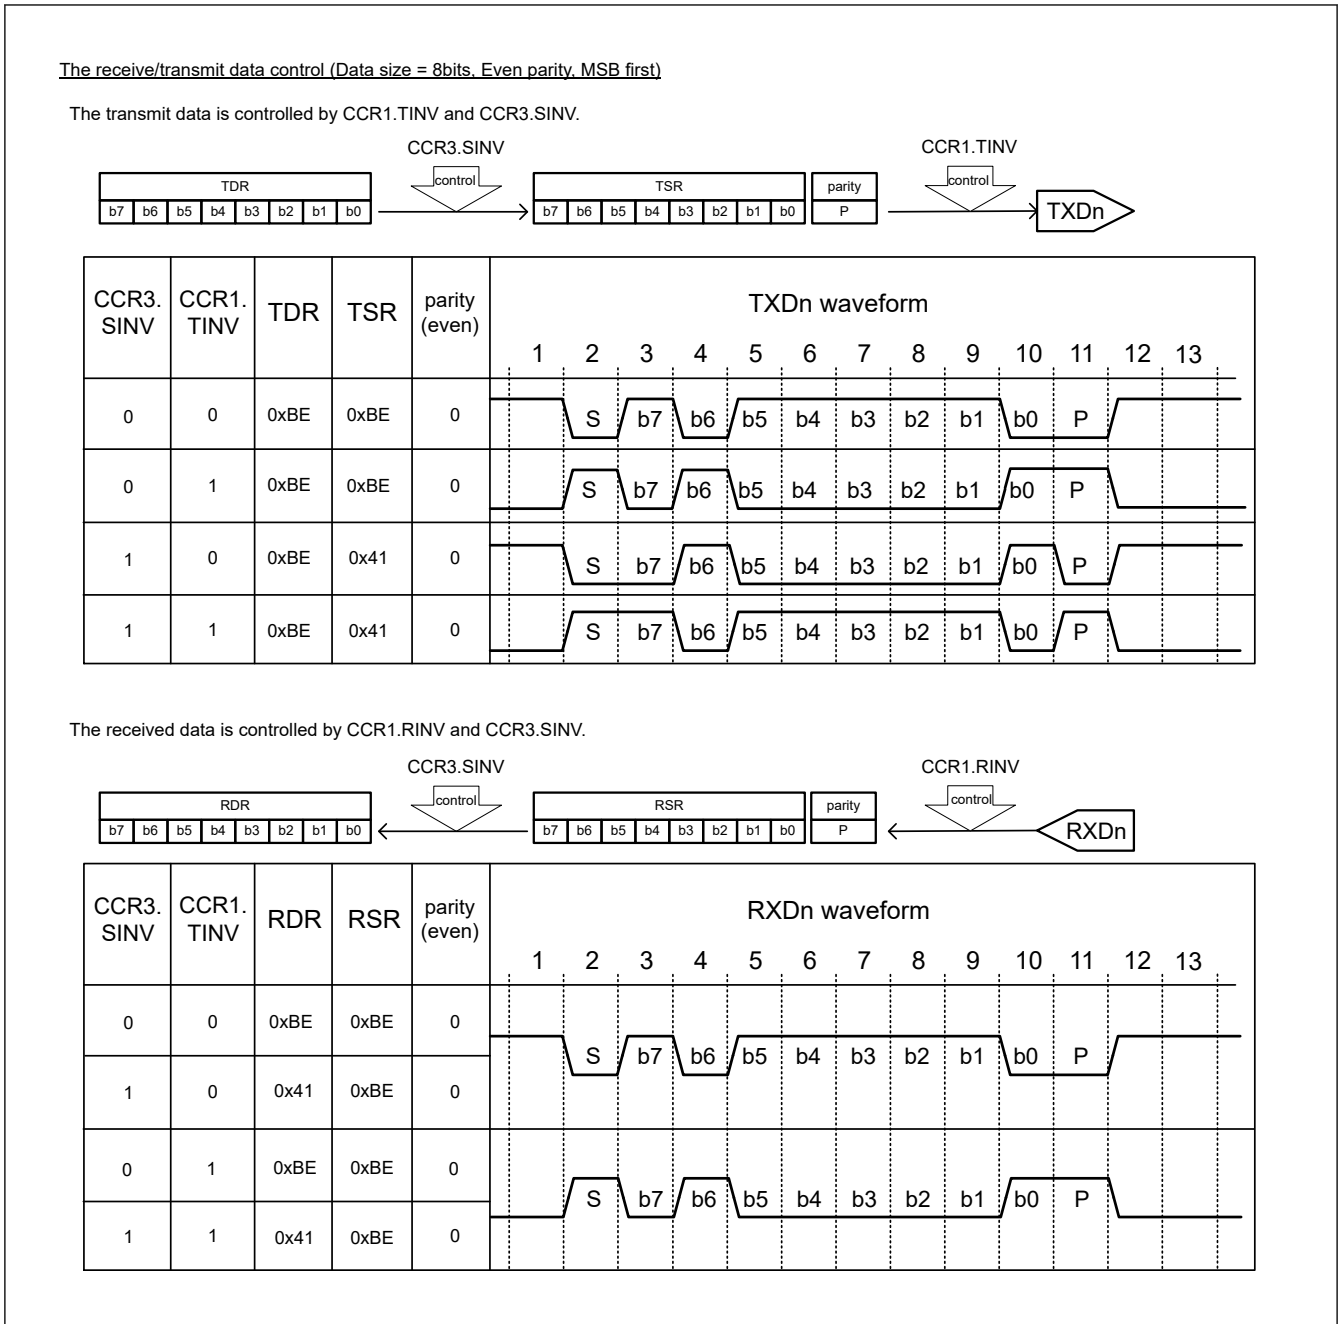 The receive/transmit data control (Data size = 8bits, Even parity, MSB first)
The transmit data is controlled by CCR1.TINV and CCR3.SINV.
CCR3.SINV CCR1.TINV
control control
TDR TSR parity
b7 b6 b5 b4 b3 b2 b1 b0 b7 b6 b5 b4 b3 b2 b1 b0 P TXDn
CCR3. SINV CCR1. TINV TDR TSR parity (even) TXDn waveform
1 2 3 4 5 6 7 8 9 10 11 12 13
0 0 0xBE 0xBE 0 S b7 b6 b5 b4 b3 b2 b1 b0 P
0 1 0xBE 0xBE 0 S b7 b6 b5 b4 b3 b2 b1 b0 P
1 0 0xBE 0x41 0 S b7 b6 b5 b4 b3 b2 b1 b0 P
1 1 0xBE 0x41 0 S b7 b6 b5 b4 b3 b2 b1 b0 P
The received data is controlled by CCR1.RINV and CCR3.SINV.
CCR3.SINV CCR1.RINV
control control
RDR RSR parity
b7 b6 b5 b4 b3 b2 b1 b0 b7 b6 b5 b4 b3 b2 b1 b0 P RXDn
CCR3. SINV CCR1. TINV RDR RSR parity (even) RXDn waveform
1 2 3 4 5 6 7 8 9 10 11 12 13
0 0 0xBE 0xBE 0
S b7 b6 b5 b4 b3 b2 b1 b0 P
1 0 0x41 0xBE 0
0 1 0xBE 0xBE 0
S b7 b6 b5 b4 b3 b2 b1 b0 P
1 1 0x41 0xBE 0